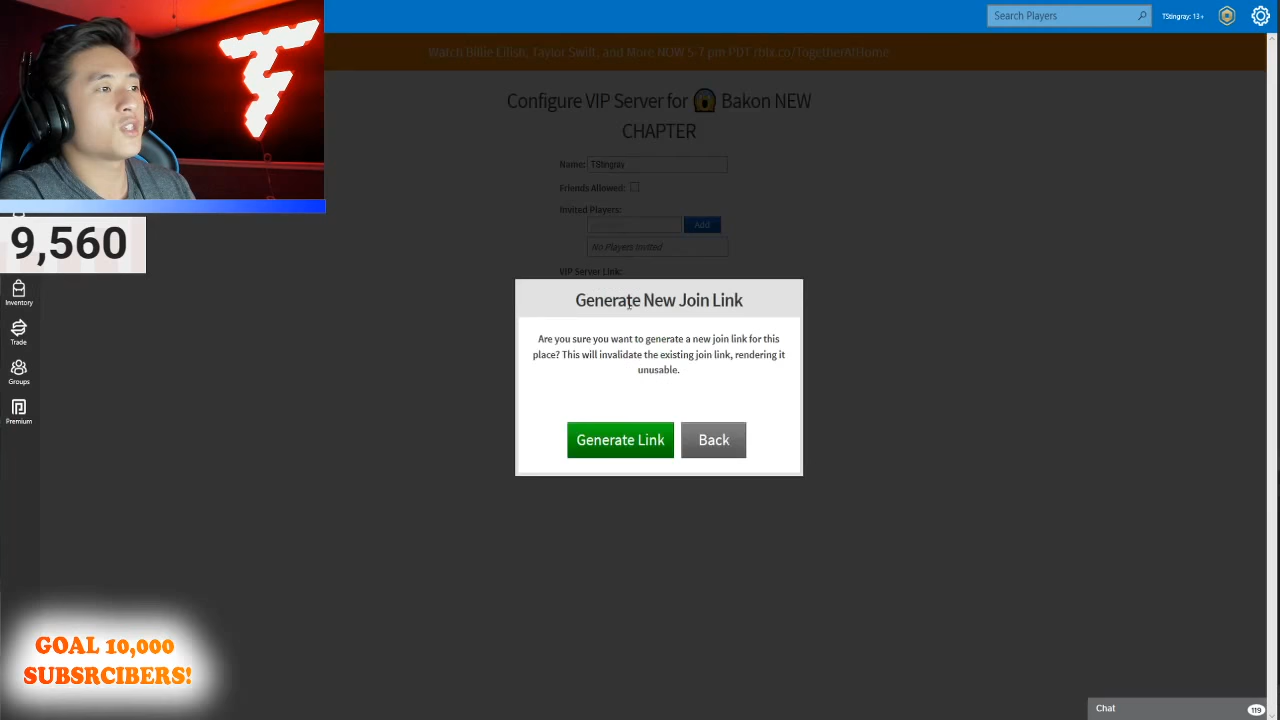 Search Players
TStingray: 13+
Watch Billie Eilish, Taylor Swift, and More NOW 5-7 pm PDT rblx.co/TogetherAtHome
Configure VIP Server for 😱 Bakon NEW
CHAPTER
Name: TStingray
Friends Allowed:
Invited Players:
Add
No Players Invited
VIP Server Link:
9,560
Inventory
Trade
Groups
Premium
Generate New Join Link
Are you sure you want to generate a new join link for this
place? This will invalidate the existing join link, rendering it
unusable.
Generate Link
Back
GOAL 10,000
SUBSRCIBERS!
Chat
119